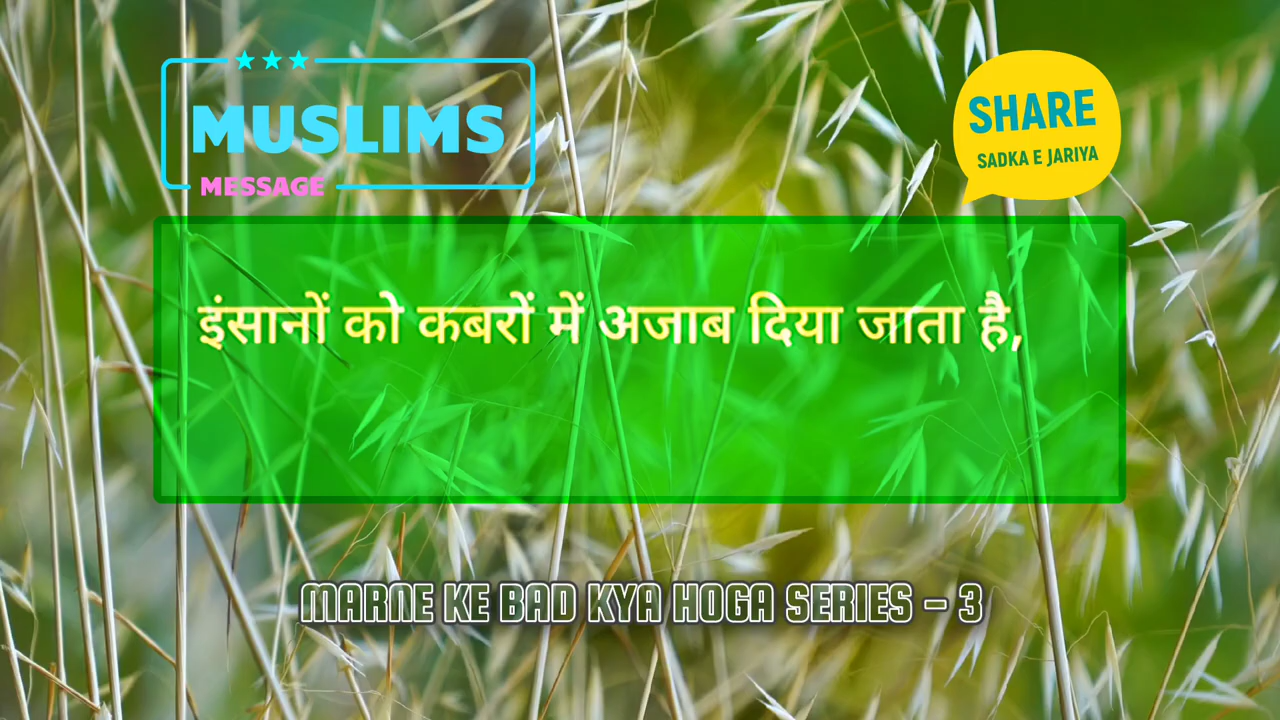 MUSLIMS
MESSAGE
SHARE
SADKA E JARIYA
इंसानों को कबरों में अजाब दिया जाता है,
MARNE KE BAD KYA HOGA SERIES - 3